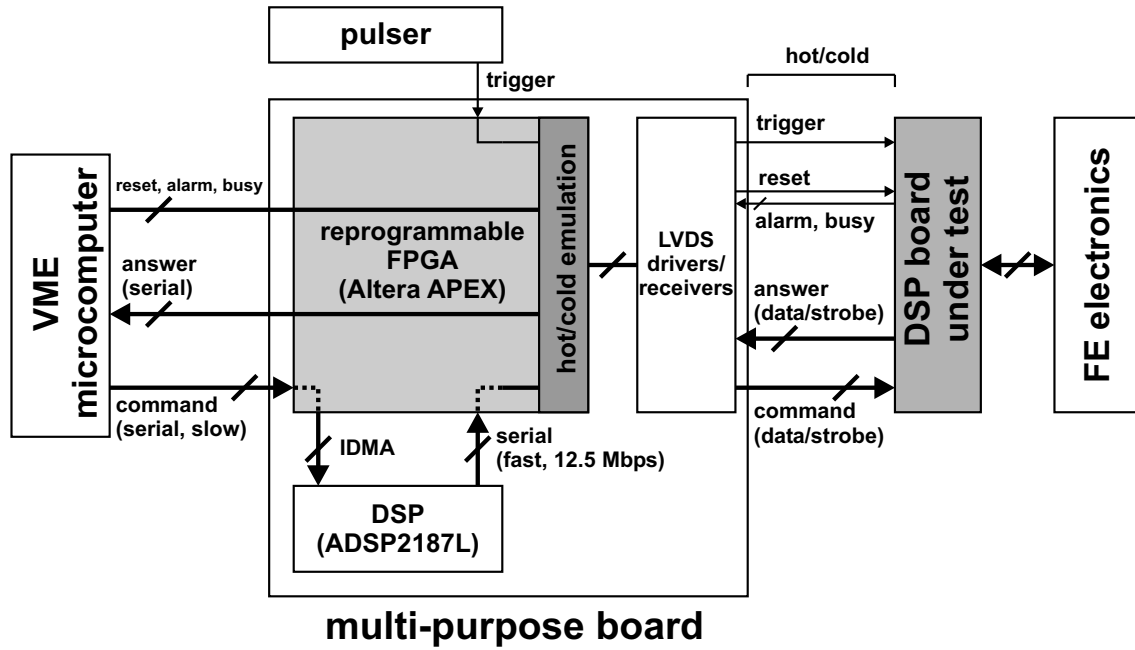 pulser
trigger
hot/cold
VME
microcomputer
reset, alarm, busy
answer
(serial)
command
(serial, slow)
reprogrammable
FPGA
(Altera APEX)
hot/cold emulation
IDMA
serial
(fast, 12.5 Mbps)
DSP
(ADSP2187L)
LVDS
drivers/
receivers
trigger
reset
alarm, busy
answer
(data/strobe)
command
(data/strobe)
DSP board
under test
FE electronics
multi-purpose board